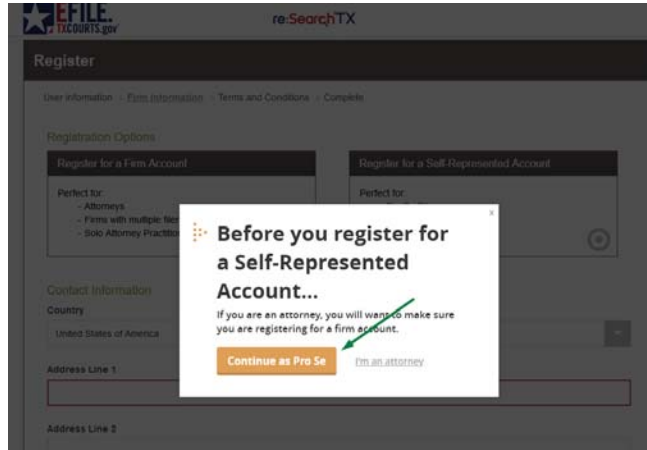 EFILE.
TXCOURTS.gov
re:SearchTX
Register
User Information Firm Information Terms and Conditions Complete
Registration Options
Register for a Firm Account
Register for a Self-Represented Account
Perfect for:
- Attorneys
- Firms with multiple
- Solo Attorney
Perfect for:
x
Before you register for
a Self-Represented
Account...
If you are an attorney, you will want to make sure
you are registering for a firm account.
Continue as Pro Se
I'm an attorney
Contact Information
Country
United States of America
Address Line 1
Address Line 2